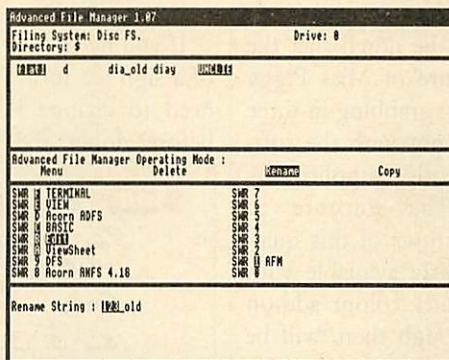 Advanced File Manager 1.07
Filing System: Disc FS. Drive: 0
Directory: $
d dia_old diay
Advanced File Manager Operating Mode :
Menu Delete Rename Copy
SWR TERMINAL SWR 7
SWR VIEW SWR 6
SWR D Acorn ADFS SWR 5
SWR BASIC SWR 4
SWR Edit SWR 3
SWR ViewSheet SWR 2
SWR 9 DFS SWR AFM
SWR 8 Acorn ANFS 4.18 SWR
Rename String : _old